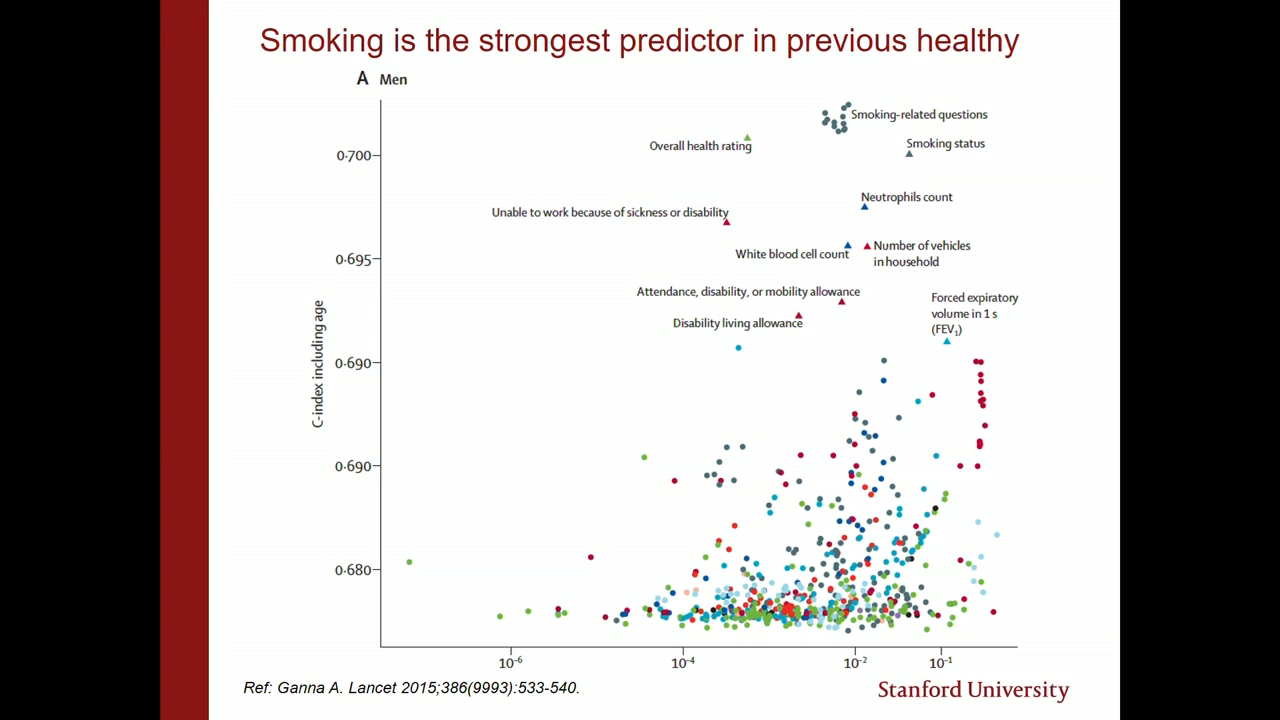 Smoking is the strongest predictor in previous healthy
A Men
Smoking-related questions
Overall health rating
Smoking status
0·700
Neutrophils count
Unable to work because of sickness or disability
White blood cell count
Number of vehicles
in household
0·695
Attendance, disability, or mobility allowance
Disability living allowance
Forced expiratory
volume in 1 s
(FEV₁)
C-index including age
0·690
0·690
0·680
10⁻⁶
10⁻⁴
10⁻²
10⁻¹
Ref: Ganna A. Lancet 2015;386(9993):533-540.
Stanford University